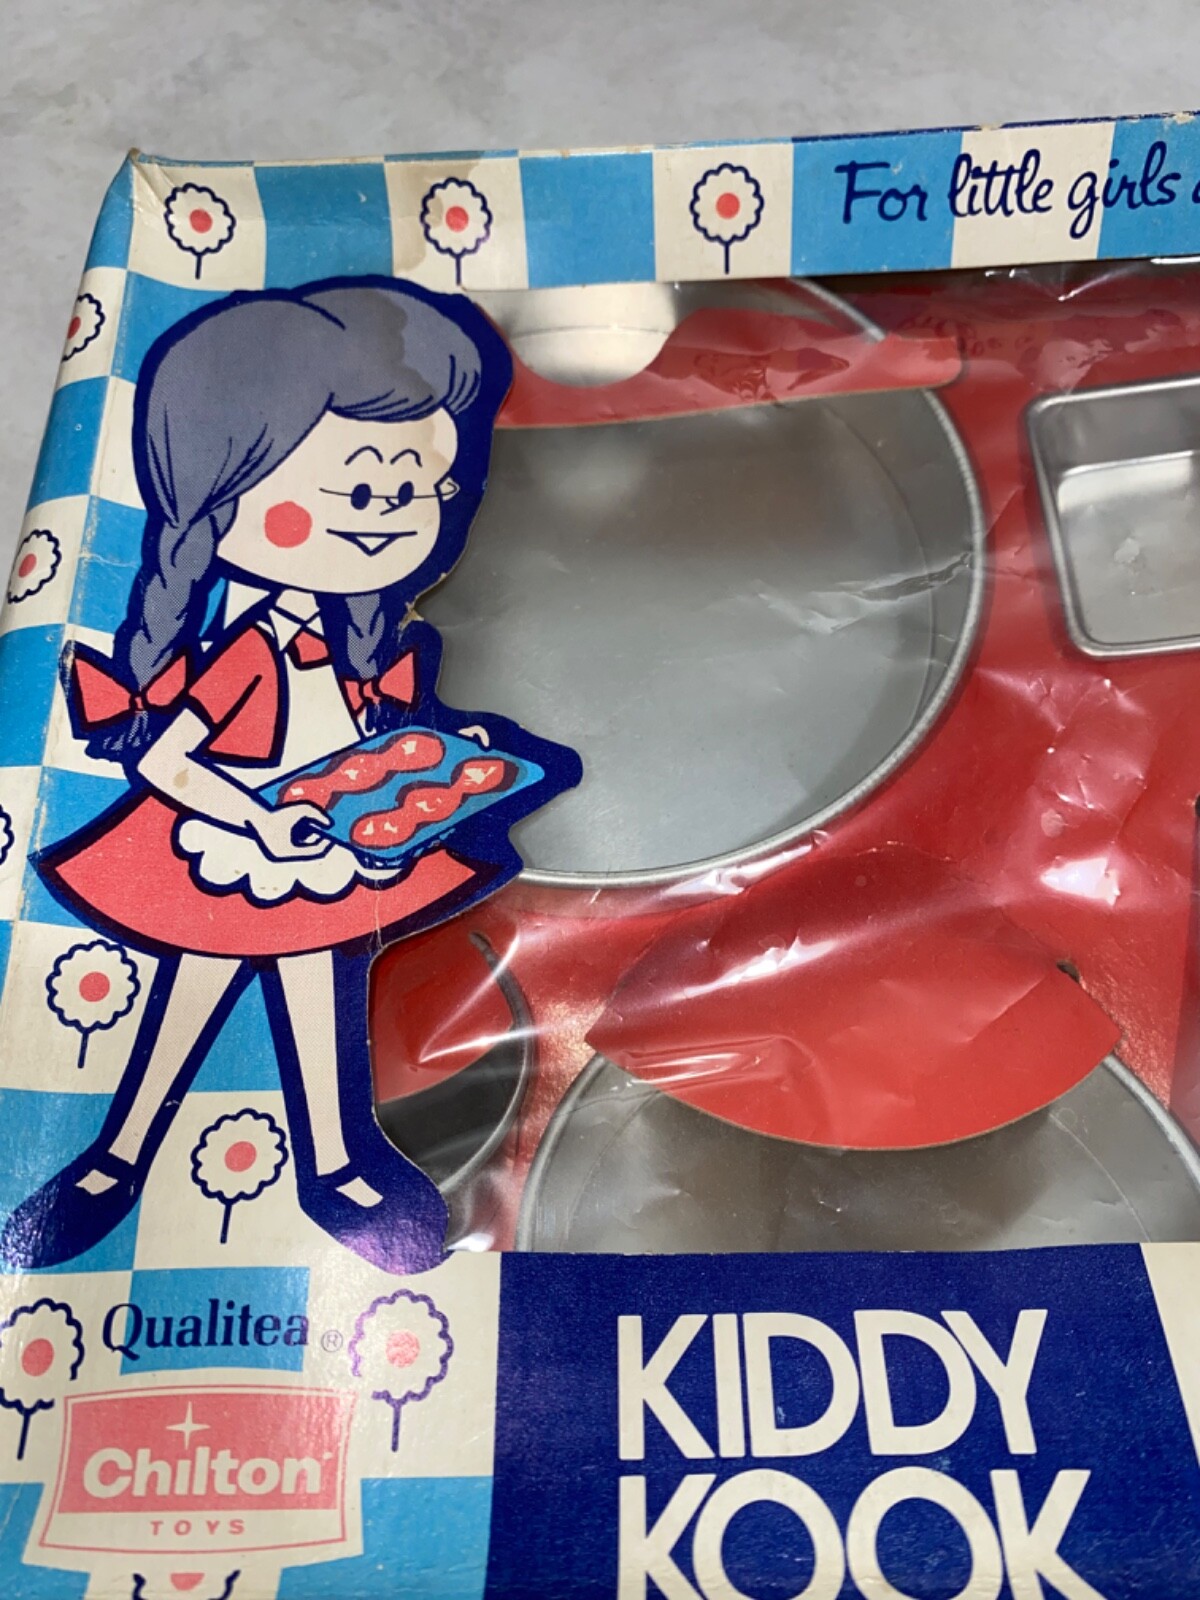 For little girls
Qualitea ®
Chilton
TOYS
KIDDY
KOOK